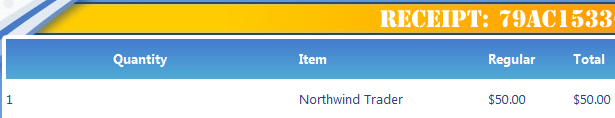 RECEIPT: 79AC1533
Quantity Item Regular Total
1 Northwind Trader $50.00 $50.00